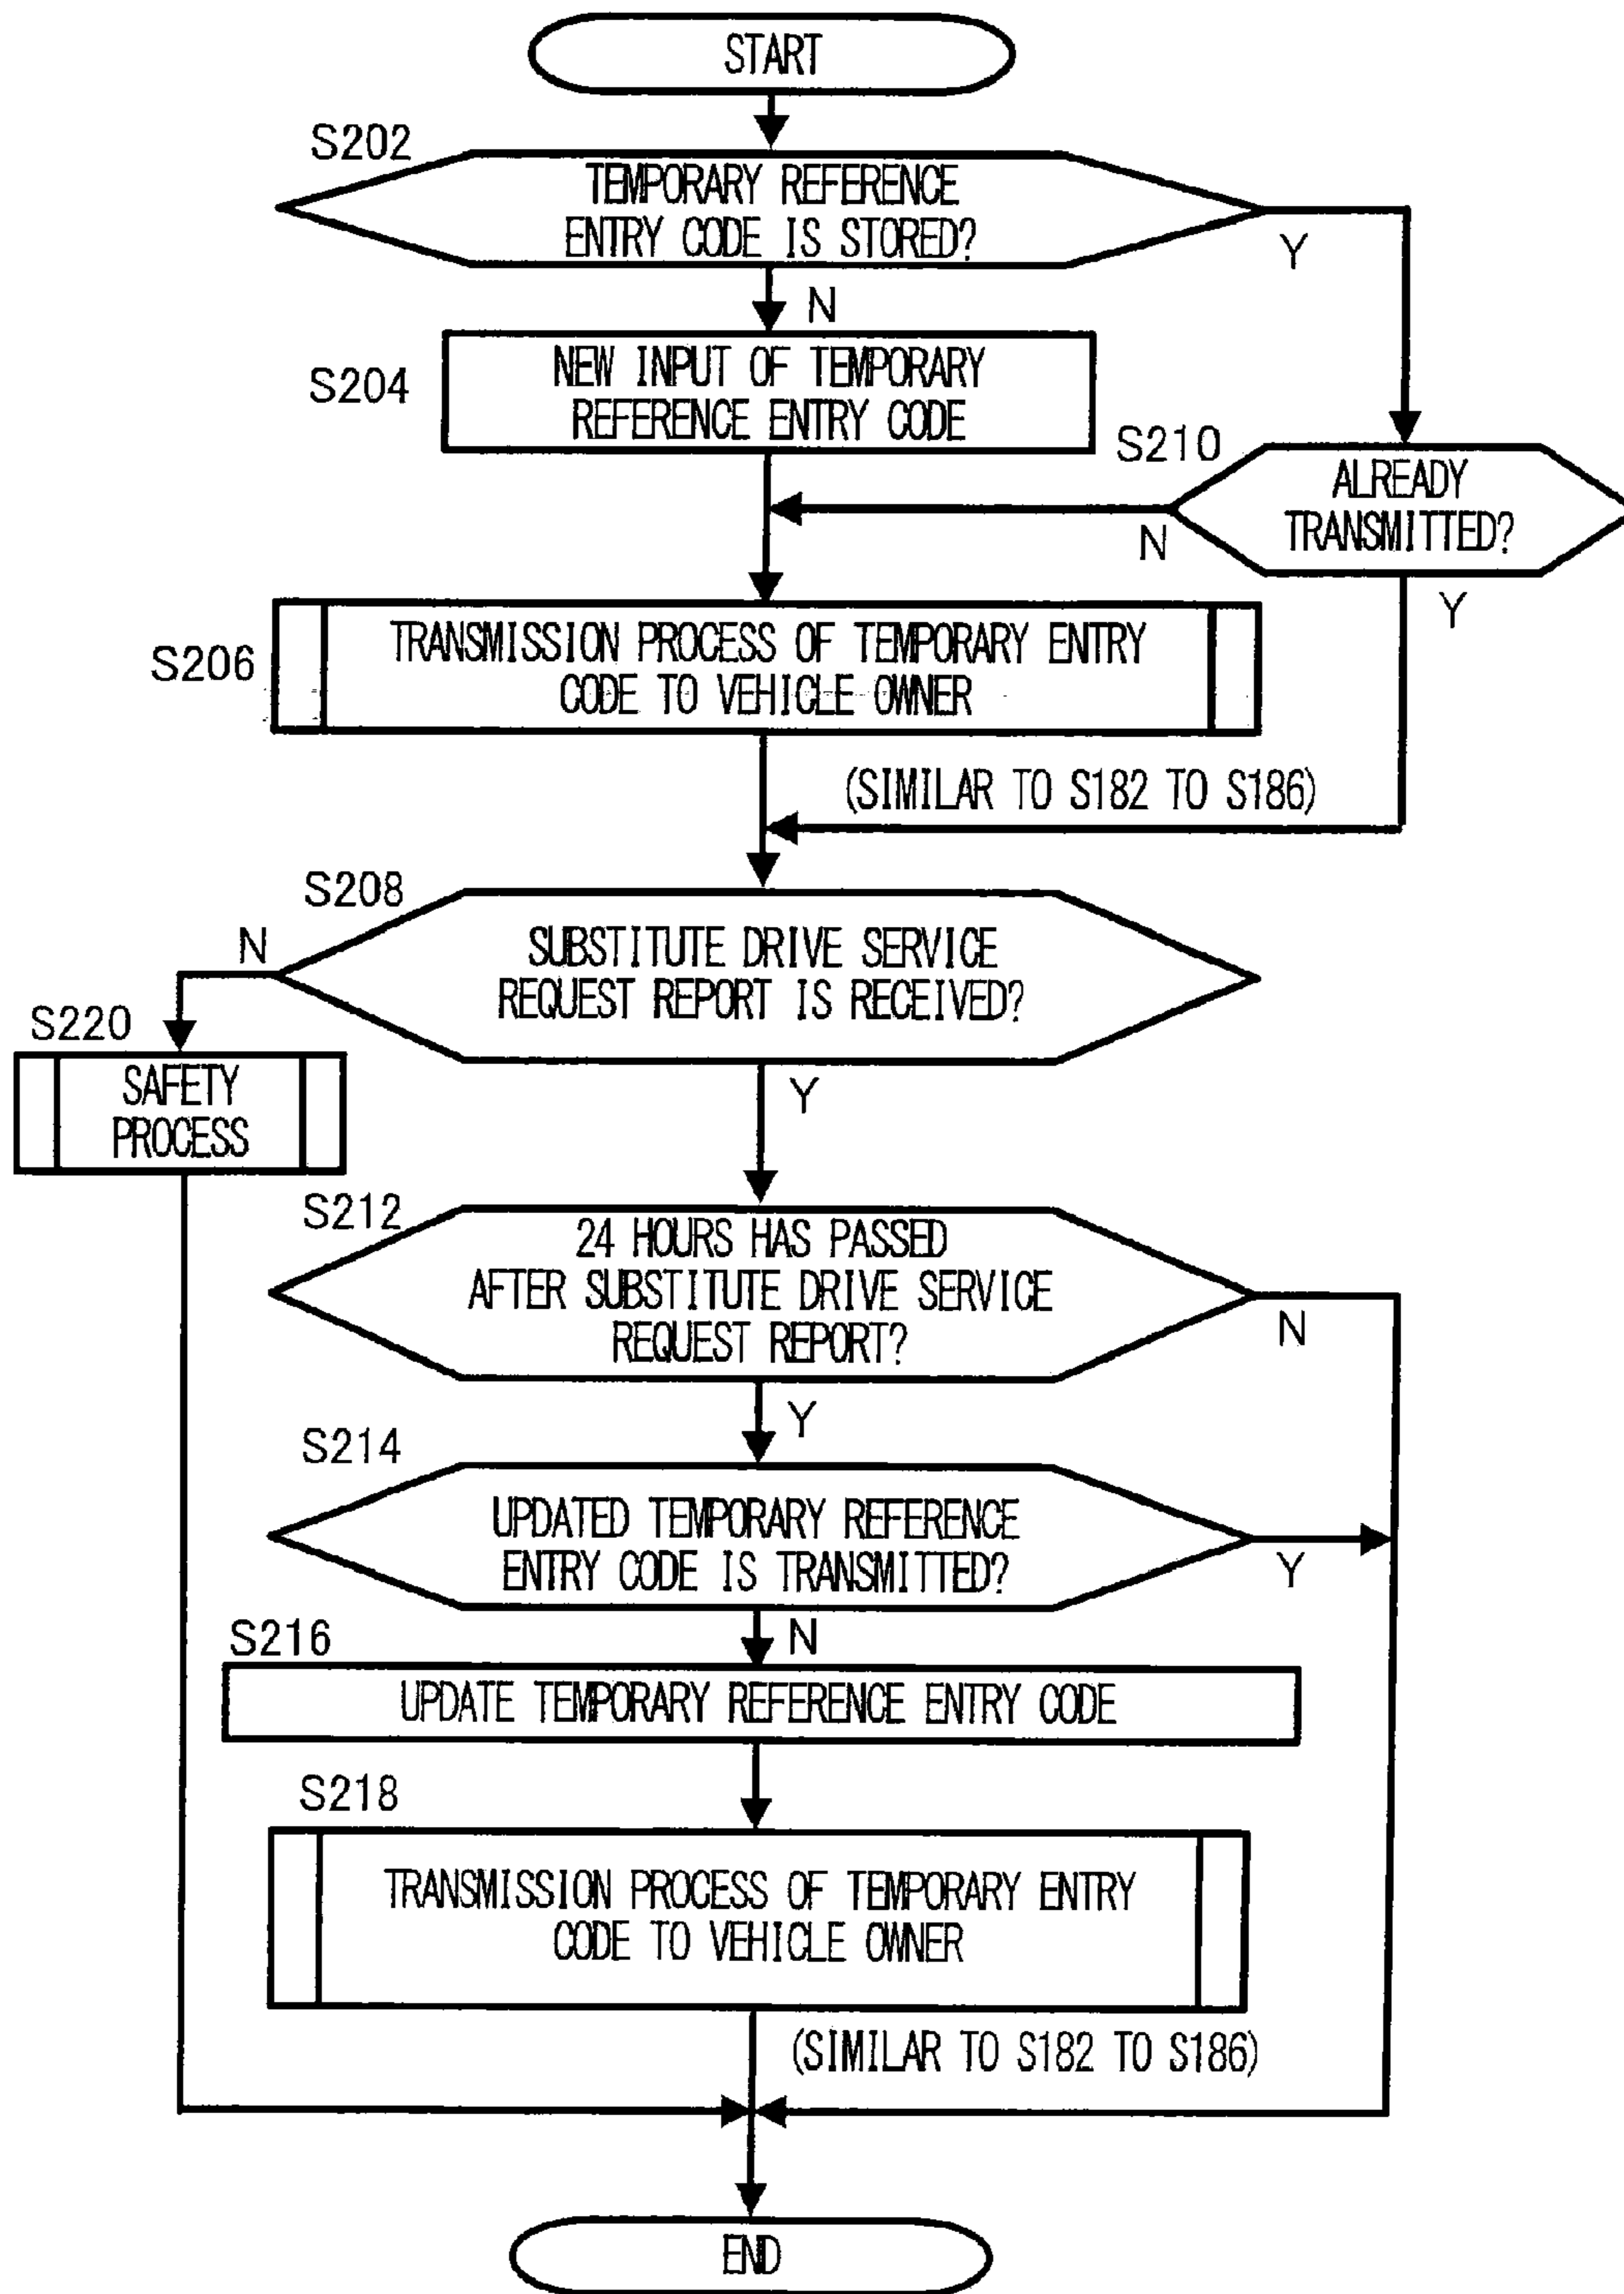 START
S202
TEMPORARY REFERENCE
ENTRY CODE IS STORED?
Y
N
S204
NEW INPUT OF TEMPORARY
REFERENCE ENTRY CODE
S210
ALREADY
TRANSMITTED?
N
Y
S206
TRANSMISSION PROCESS OF TEMPORARY ENTRY
CODE TO VEHICLE OWNER
(SIMILAR TO S182 TO S186)
S208
N
SUBSTITUTE DRIVE SERVICE
REQUEST REPORT IS RECEIVED?
S220
SAFETY
PROCESS
Y
S212
24 HOURS HAS PASSED
AFTER SUBSTITUTE DRIVE SERVICE
REQUEST REPORT?
N
Y
S214
UPDATED TEMPORARY REFERENCE
ENTRY CODE IS TRANSMITTED?
Y
N
S216
UPDATE TEMPORARY REFERENCE ENTRY CODE
S218
TRANSMISSION PROCESS OF TEMPORARY ENTRY
CODE TO VEHICLE OWNER
(SIMILAR TO S182 TO S186)
END